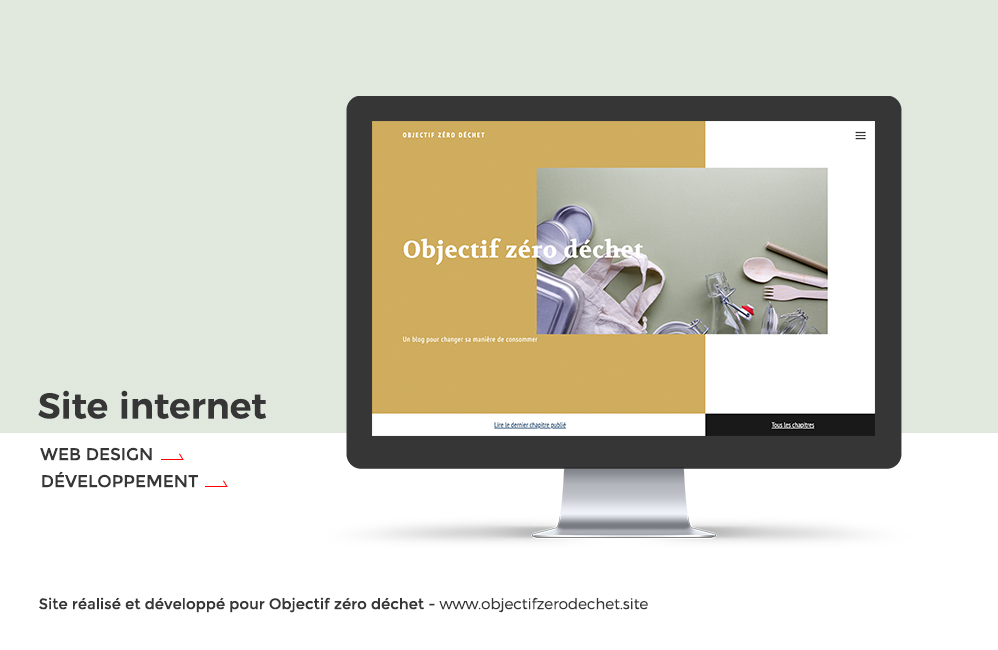 OBJECTIF ZÉRO DÉCHET
Objectif zéro déchet
Un blog pour changer sa manière de consommer
Lire le dernier chapitre publié
Tous les chapitres
Site internet
WEB DESIGN
DÉVELOPPEMENT
Site réalisé et développé pour Objectif zéro déchet - www.objectifzerodechet.site